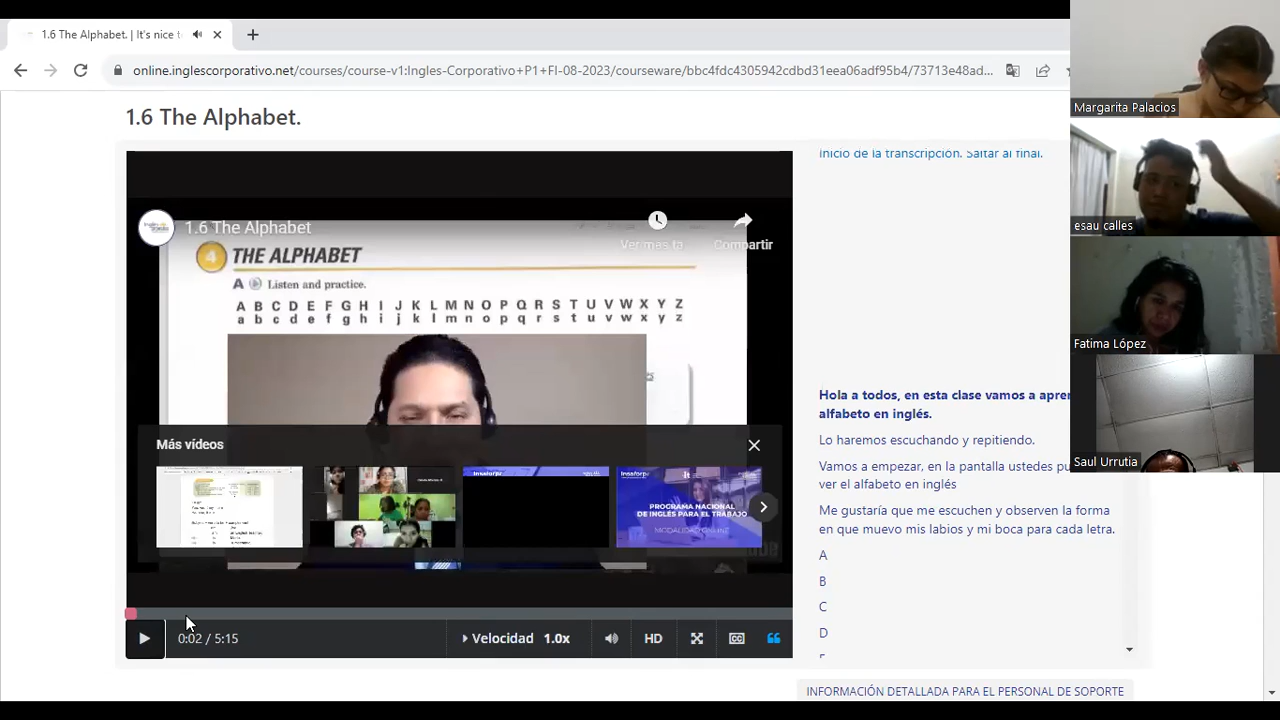 1.6 The Alphabet. | It's nice t
online.inglescorporativo.net/courses/course-v1:Ingles-Corporativo+P1+FI-08-2023/courseware/bbc4fdc4305942cdbd31eea06adf95b4/73713e48ad...
1.6 The Alphabet.
1.6 The Alphabet
Compartir
4 THE ALPHABET
A Listen and practice.
A B C D E F G H I J K L M N O P Q R S T U V W X Y Z
a b c d e f g h i j k l m n o p q r s t u v w x y z
Más vídeos
PROGRAMA NACIONAL
DE INGLÉS PARA EL TRABAJO
MODALIDAD ONLINE
0:02 / 5:15
Velocidad 1.0x
HD
Inicio de la transcripción. Saltar al final.
Hola a todos, en esta clase vamos a apren
alfabeto en inglés.
Lo haremos escuchando y repitiendo.
Vamos a empezar, en la pantalla ustedes pu
ver el alfabeto en inglés
Me gustaría que me escuchen y observen la forma
en que muevo mis labios y mi boca para cada letra.
A
B
C
D
INFORMACIÓN DETALLADA PARA EL PERSONAL DE SOPORTE
Margarita Palacios
esau calles
Fatima López
Saul Urrutia